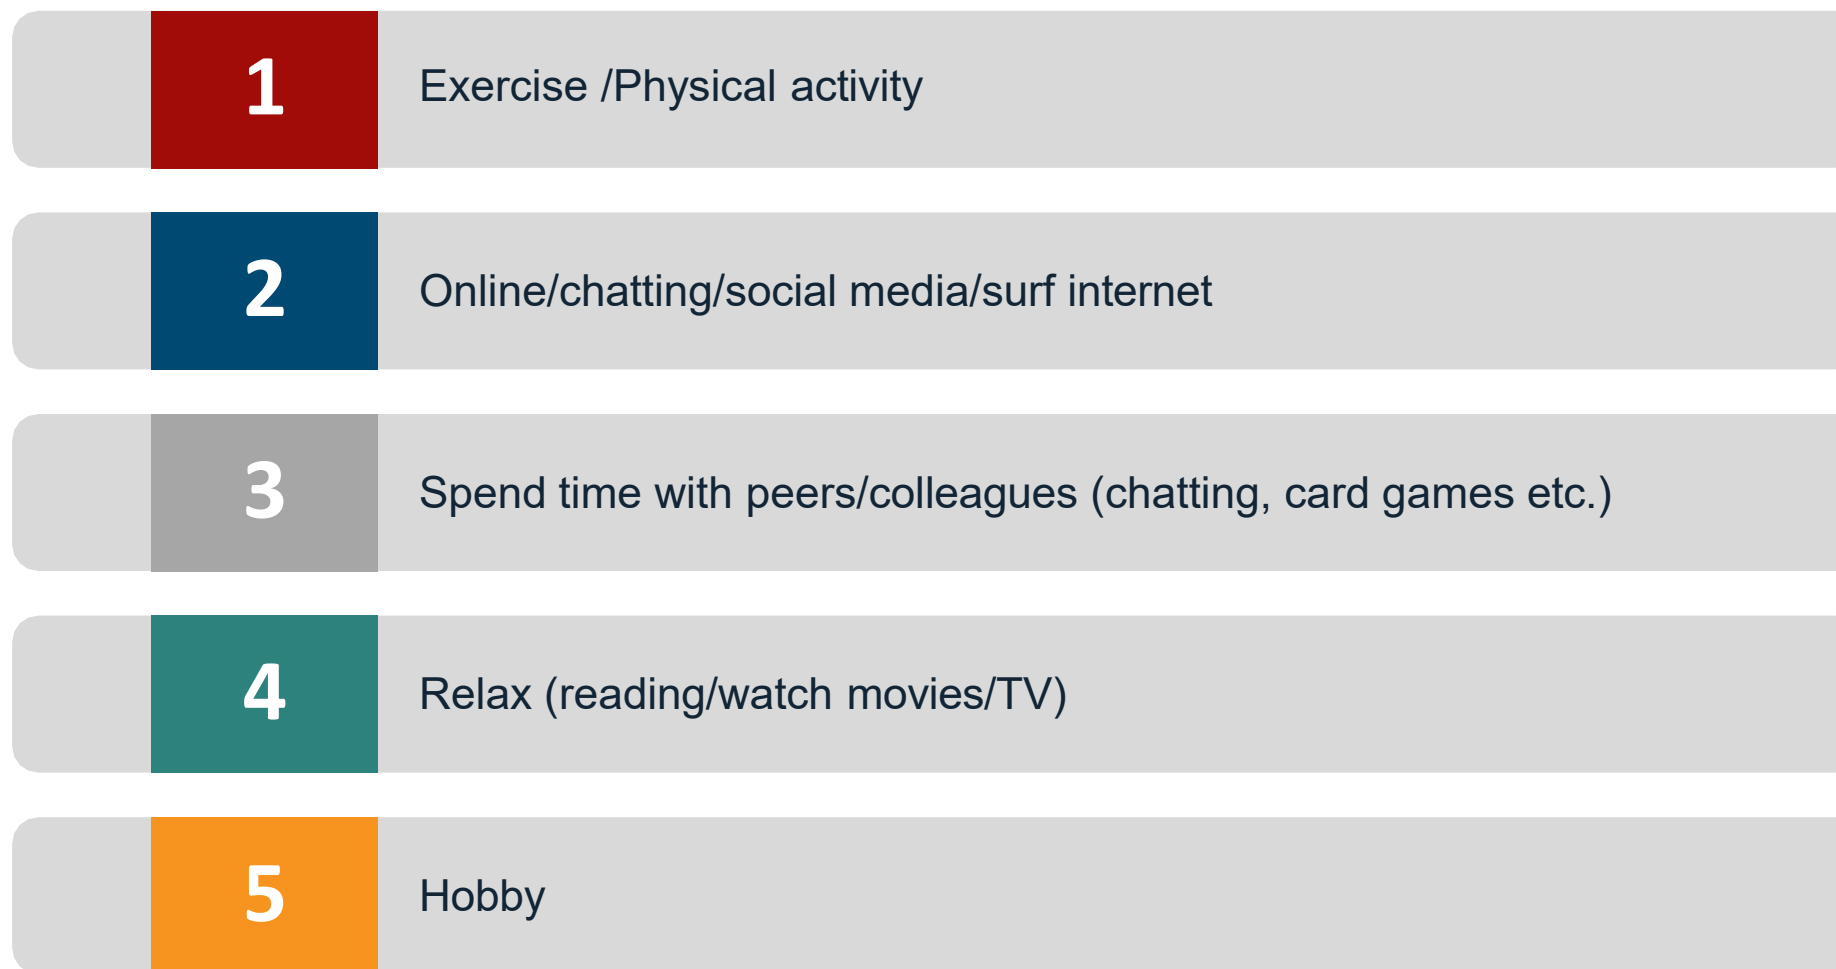 1
Exercise /Physical activity
2
Online/chatting/social media/surf internet
3
Spend time with peers/colleagues (chatting, card games etc.)
4
Relax (reading/watch movies/TV)
5
Hobby